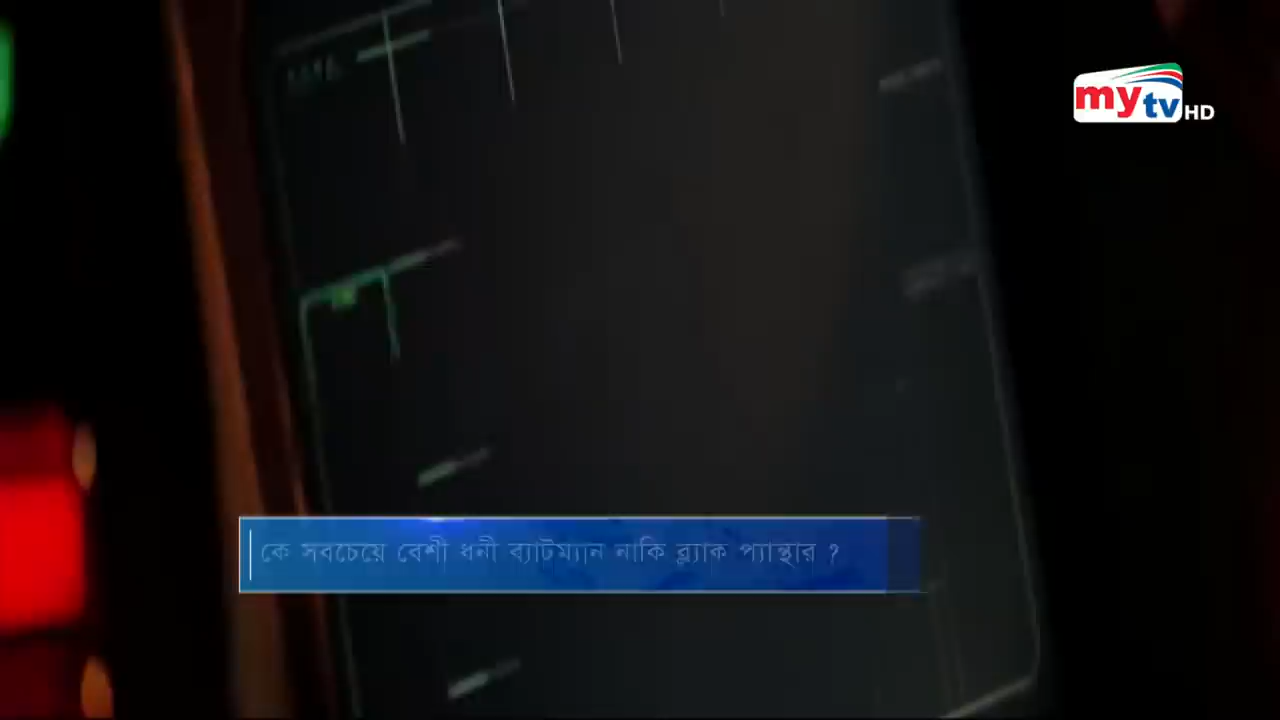 mytv HD
কে সবচেয়ে বেশী ধনী ব্যাটম্যান নাকি ব্ল্যাক প্যান্থার ?